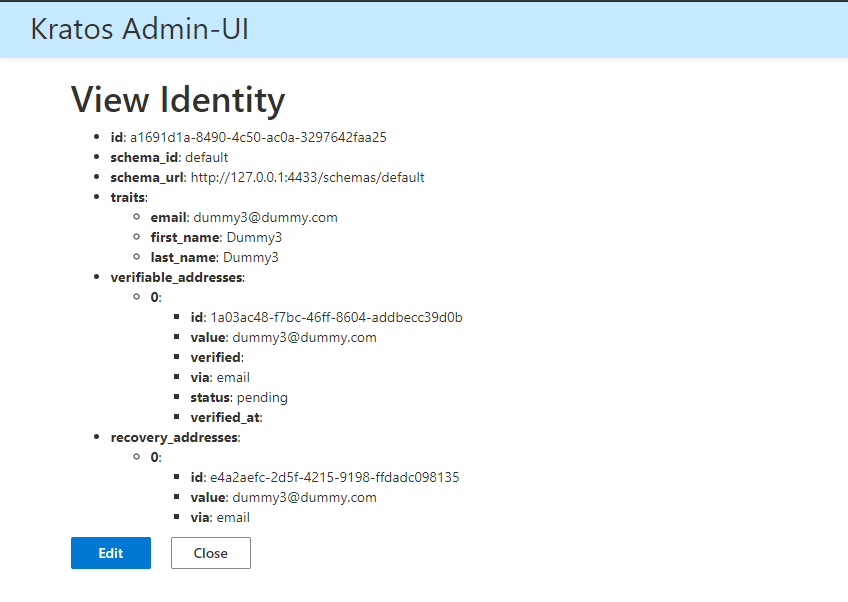 Kratos Admin-UI
View Identity
id: a1691d1a-8490-4c50-ac0a-3297642faa25
schema_id: default
schema_url: http://127.0.0.1:4433/schemas/default
traits:
email: dummy3@dummy.com
first_name: Dummy3
last_name: Dummy3
verifiable_addresses:
0:
id: 1a03ac48-f7bc-46ff-8604-addbecc39d0b
value: dummy3@dummy.com
verified:
via: email
status: pending
verified_at:
recovery_addresses:
0:
id: e4a2aefc-2d5f-4215-9198-ffdadc098135
value: dummy3@dummy.com
via: email
Edit Close